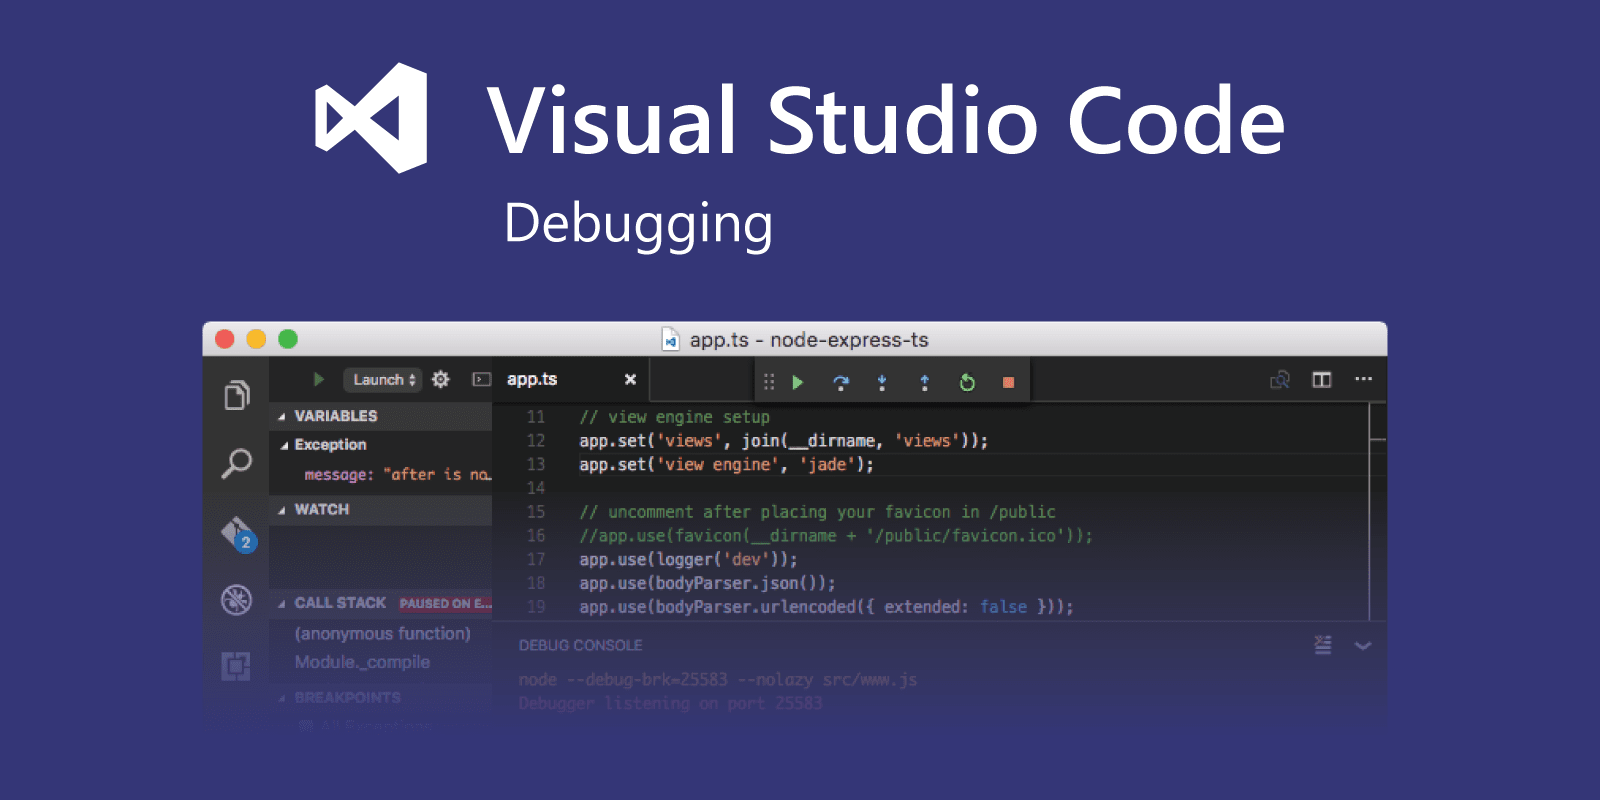 Visual Studio Code
Debugging
app.ts - node-express-ts
Launch
app.ts
VARIABLES
Exception
message: "after is no…
WATCH
2
CALL STACK PAUSED ON E...
(anonymous function)
Module._compile
BREAKPOINTS
All Exceptions
11 // view engine setup
12 app.set('views', join(__dirname, 'views'));
13 app.set('view engine', 'jade');
14
15 // uncomment after placing your favicon in /public
16 //app.use(favicon(__dirname + '/public/favicon.ico'));
17 app.use(logger('dev'));
18 app.use(bodyParser.json());
19 app.use(bodyParser.urlencoded({ extended: false }));
DEBUG CONSOLE
node --debug-brk=25583 --nolazy src/www.js
Debugger listening on port 25583